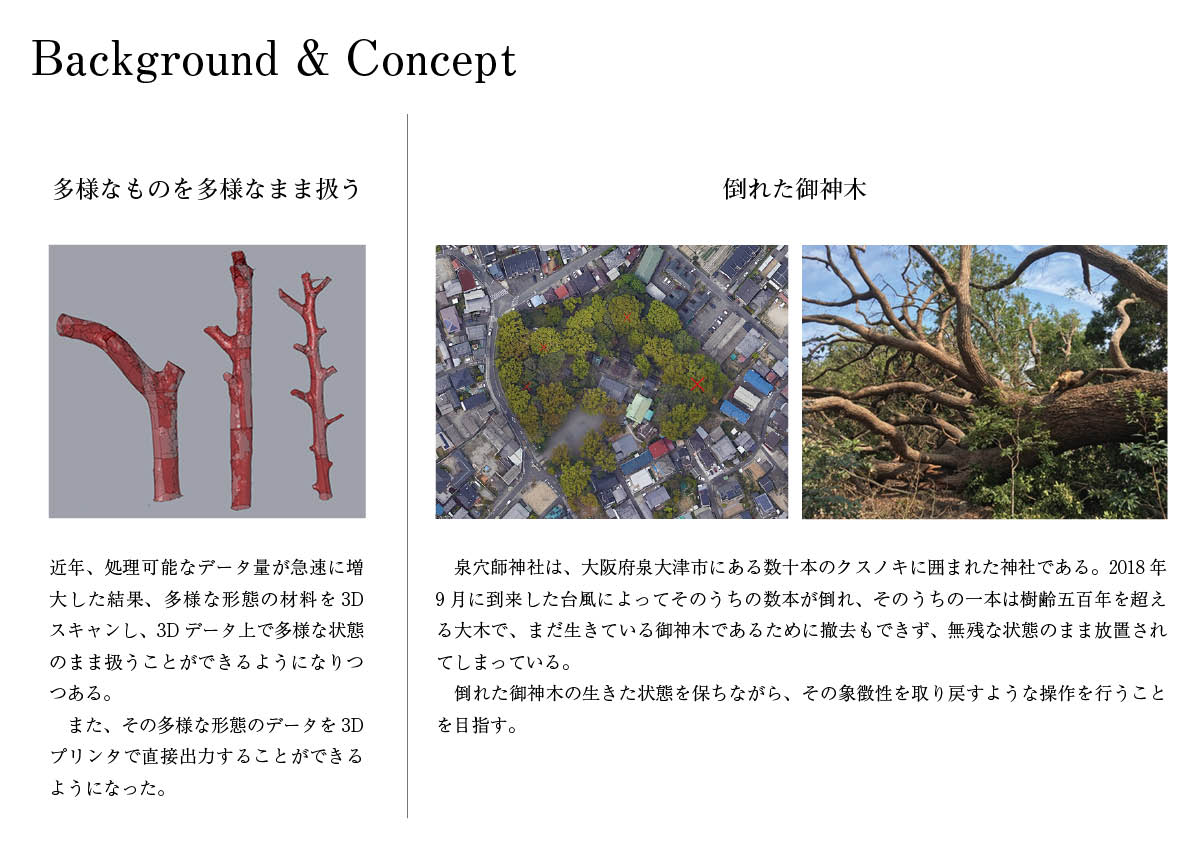 Background & Concept
多様なものを多様なまま扱う
近年、処理可能なデータ量が急速に増
大した結果、多様な形態の材料を 3D
スキャンし、3D データ上で多様な状態
のまま扱うことができるようになりつ
つある。
　また、その多様な形態のデータを 3D
プリンタで直接出力することができる
ようになった。
倒れた御神木
　泉穴師神社は、大阪府泉大津市にある数十本のクスノキに囲まれた神社である。2018 年
9 月に到来した台風によってそのうちの数本が倒れ、そのうちの一本は樹齢五百年を超え
る大木で、まだ生きている御神木であるために撤去もできず、無残な状態のまま放置され
てしまっている。
　倒れた御神木の生きた状態を保ちながら、その象徴性を取り戻すような操作を行うこと
を目指す。